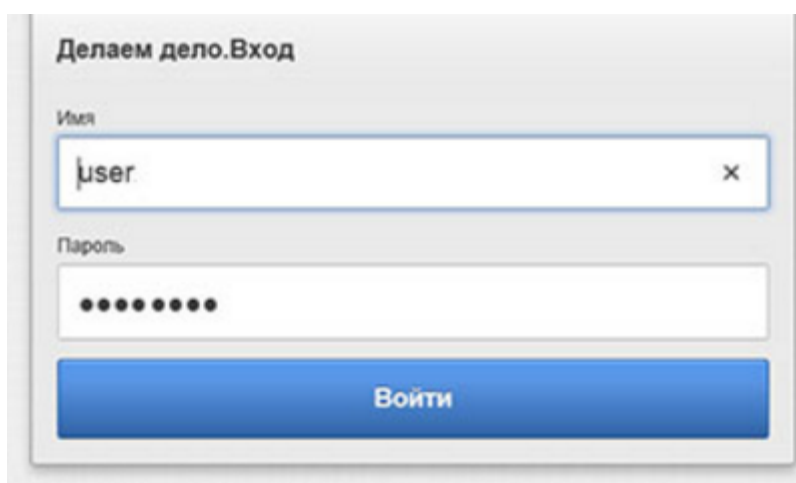 Делаем дело.Вход
Имя
user
×
Пароль
••••••••
Войти